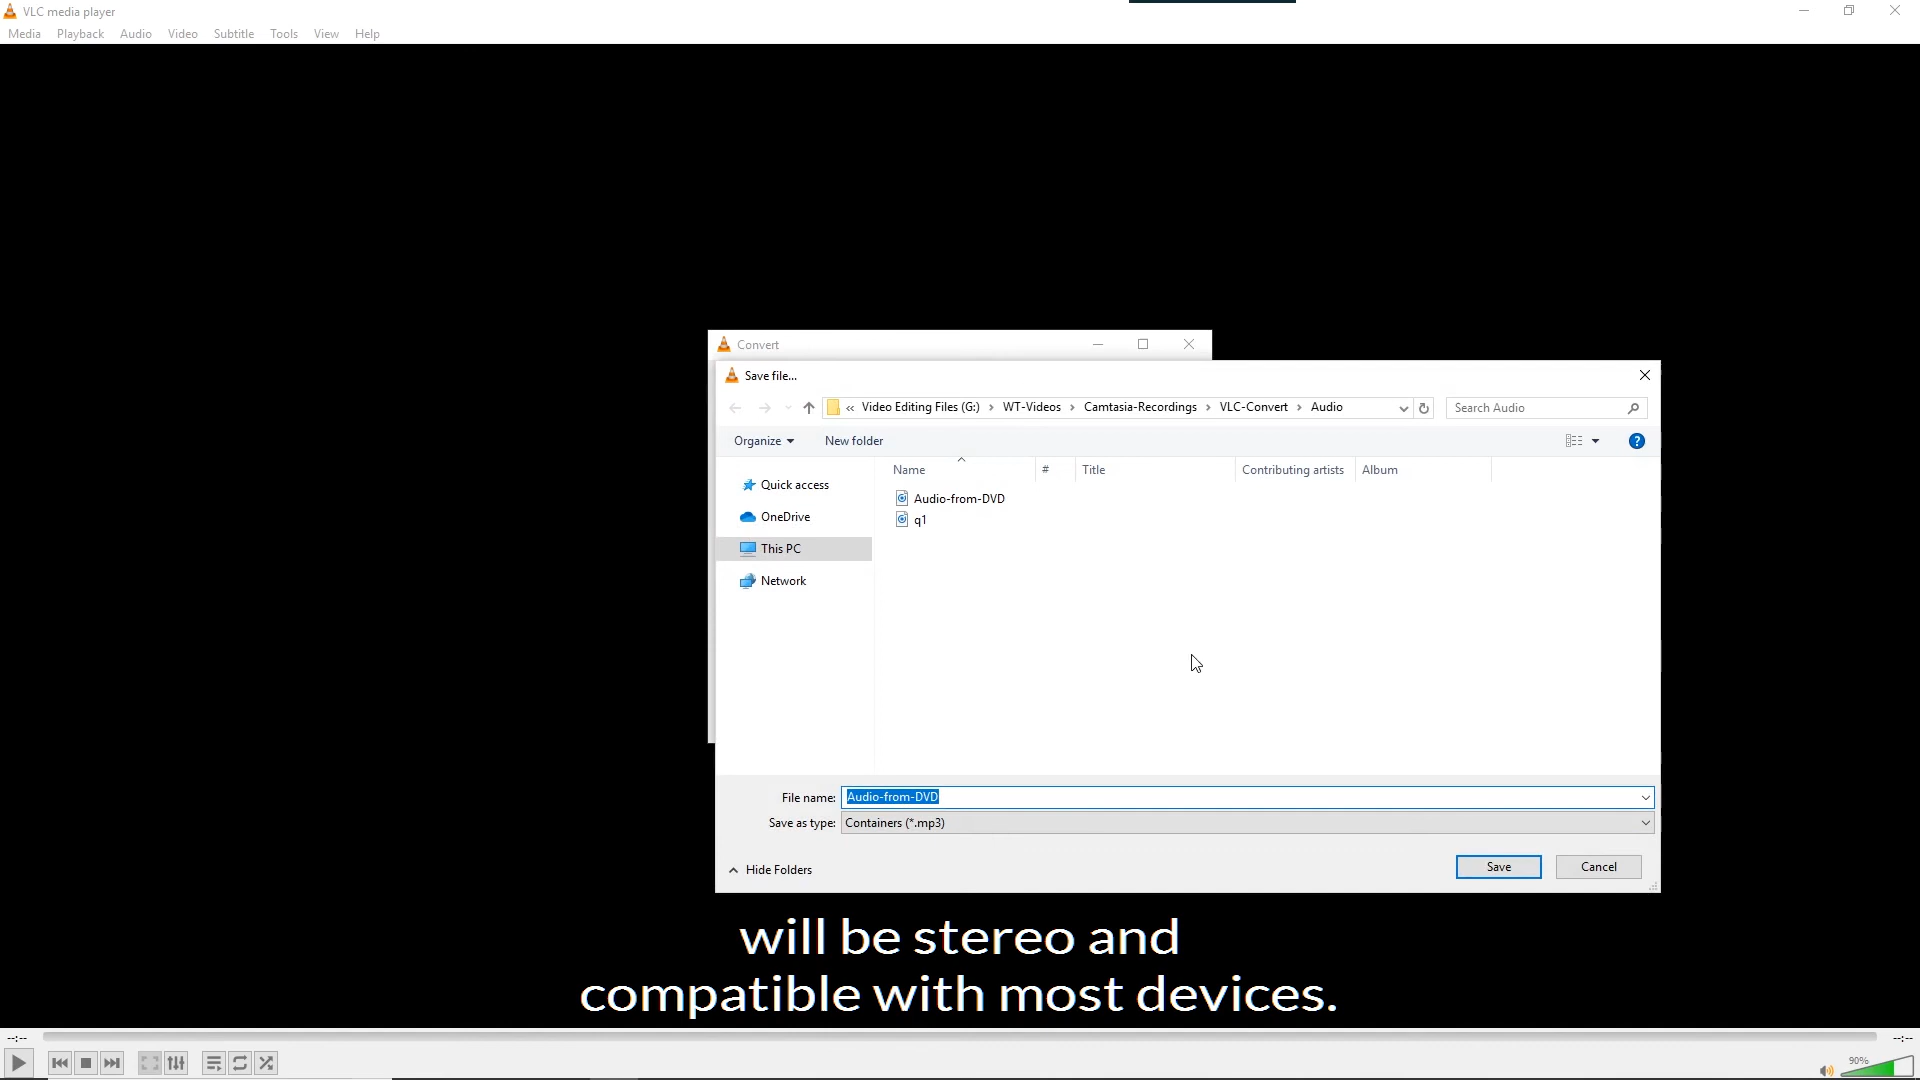 VLC media player
Media Playback Audio Video Subtitle Tools View Help
Convert
Save file...
« Video Editing Files (G:) › WT-Videos › Camtasia-Recordings › VLC-Convert › Audio
Search Audio
Organize New folder
?
Name # Title Contributing artists Album
Quick access
OneDrive
This PC
Network
Audio-from-DVD
q1
File name: Audio-from-DVD
Save as type: Containers (*.mp3)
Hide Folders
Save Cancel
will be stereo and
compatible with most devices.
--:-- --:--
90%